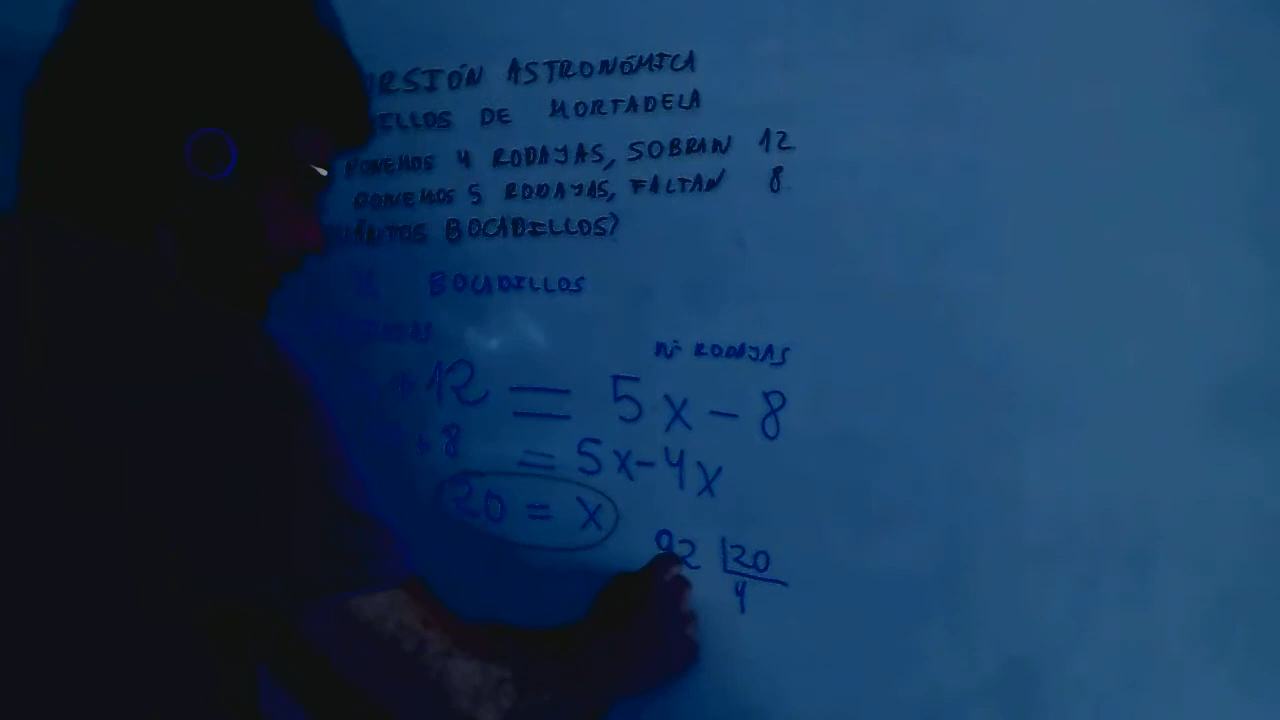 RSIÓN ASTRONÓMICA
ILLOS DE MORTADELA
PONEMOS 4 RODAJAS, SOBRAN 12
PONEMOS 5 RODAJAS, FALTAN 8
BOCADILLOS?
X BOCADILLOS
Nº RODAJAS
+ 12 = 5x - 8
+ 8 = 5x - 4x
20 = x
92 20
4